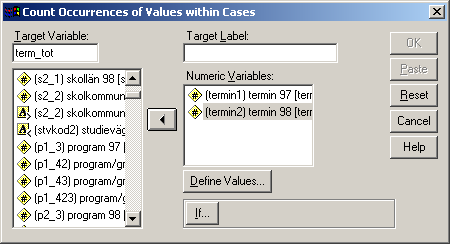 Count Occurrences of Values within Cases
Target Variable:
Target Label:
term_tot
Numeric Variables:
(s2_1) skollän 98 [s
(s2_2) skolkommun
(s2_2) skolkommun
(stvkod2) studieväg
(p1_3) program 97 [
(p1_42) program/gr
(p1_43) program/gr
(p1_423) program/g
(p2_3) program 98 [
(termin1) termin 97 [term
(termin2) termin 98 [term
Define Values...
If...
OK
Paste
Reset
Cancel
Help